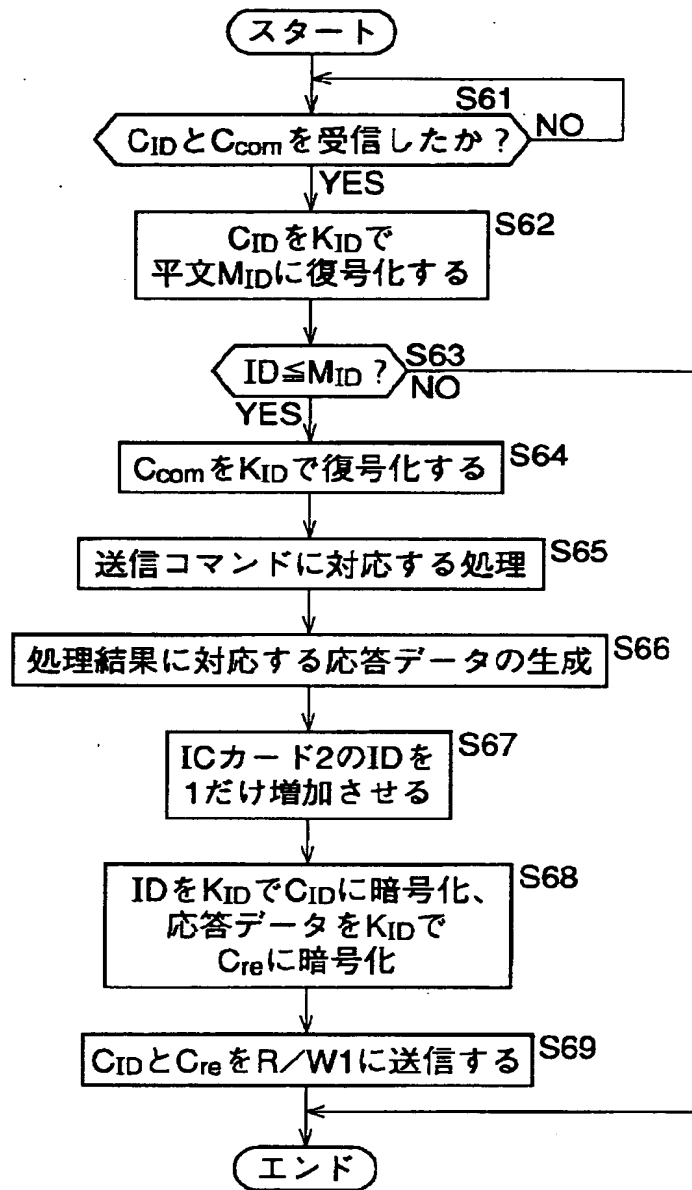 スタート
S61
CIDとCcomを受信したか?
NO
YES
S62
CIDをKIDで
平文MIDに復号化する
S63
ID≦MID?
NO
YES
CcomをKIDで復号化する
S64
送信コマンドに対応する処理
S65
処理結果に対応する応答データの生成
S66
ICカード2のIDを
1だけ増加させる
S67
IDをKIDでCIDに暗号化、
応答データをKIDで
Creに暗号化
S68
CIDとCreをR/W1に送信する
S69
エンド